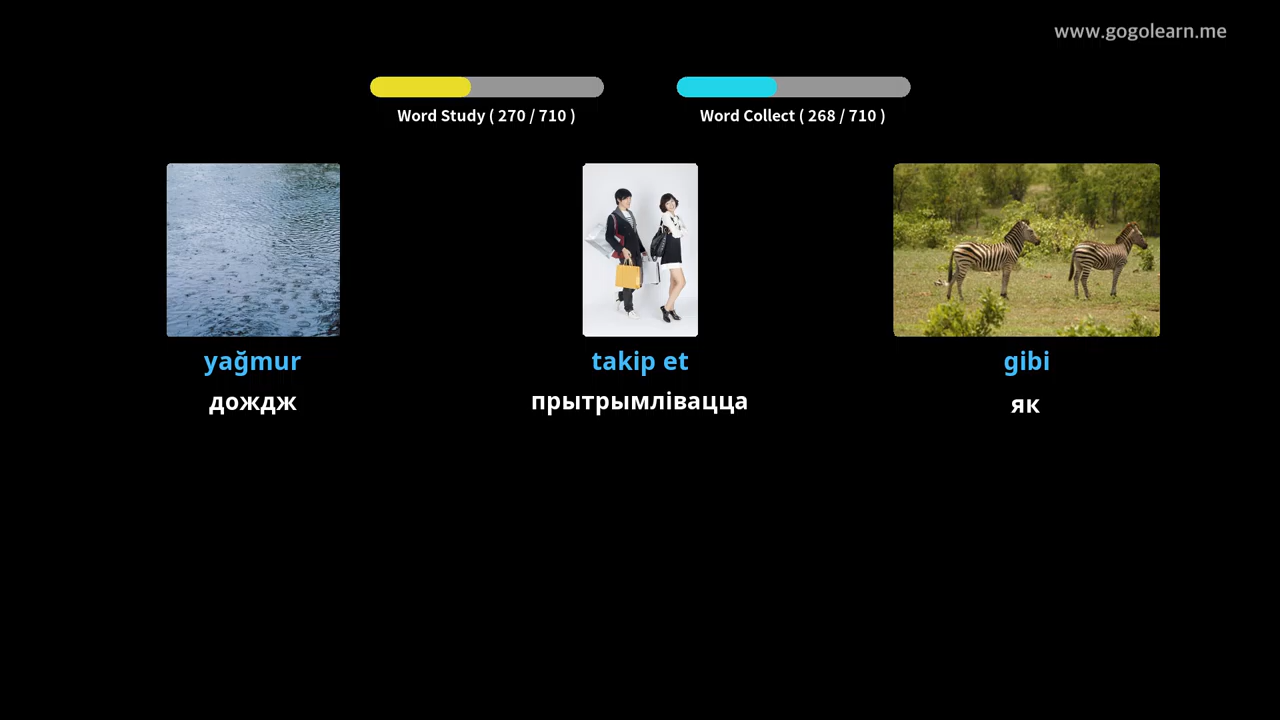 www.gogolearn.me
Word Study ( 270 / 710 )
Word Collect ( 268 / 710 )
yağmur
takip et
gibi
дождж
прытрымлівацца
як